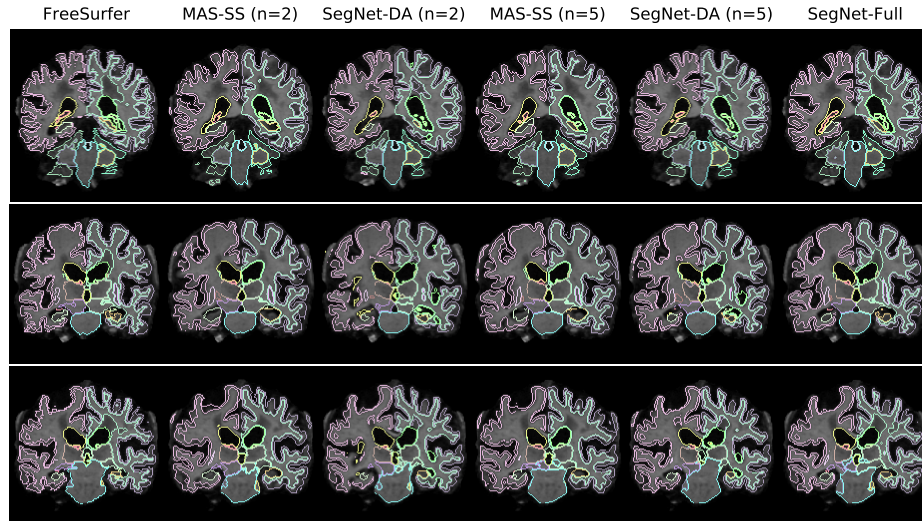 FreeSurfer MAS-SS (n=2) SegNet-DA (n=2) MAS-SS (n=5) SegNet-DA (n=5) SegNet-Full